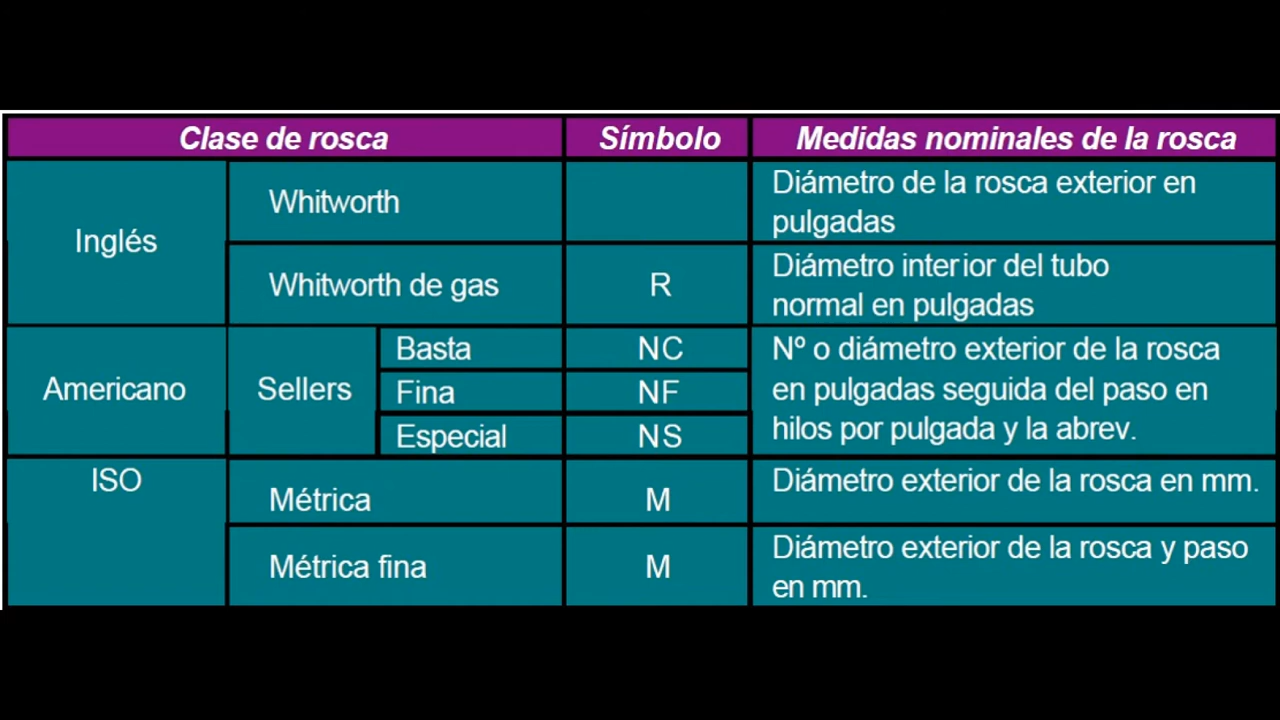 Clase de rosca Símbolo Medidas nominales de la rosca
Inglés
Whitworth
Diámetro de la rosca exterior en
pulgadas
Whitworth de gas
R
Diámetro interior del tubo
normal en pulgadas
Americano
Sellers
Basta
NC
Fina
NF
Especial
NS
Nº o diámetro exterior de la rosca
en pulgadas seguida del paso en
hilos por pulgada y la abrev.
ISO
Métrica
M
Diámetro exterior de la rosca en mm.
Métrica fina
M
Diámetro exterior de la rosca y paso
en mm.